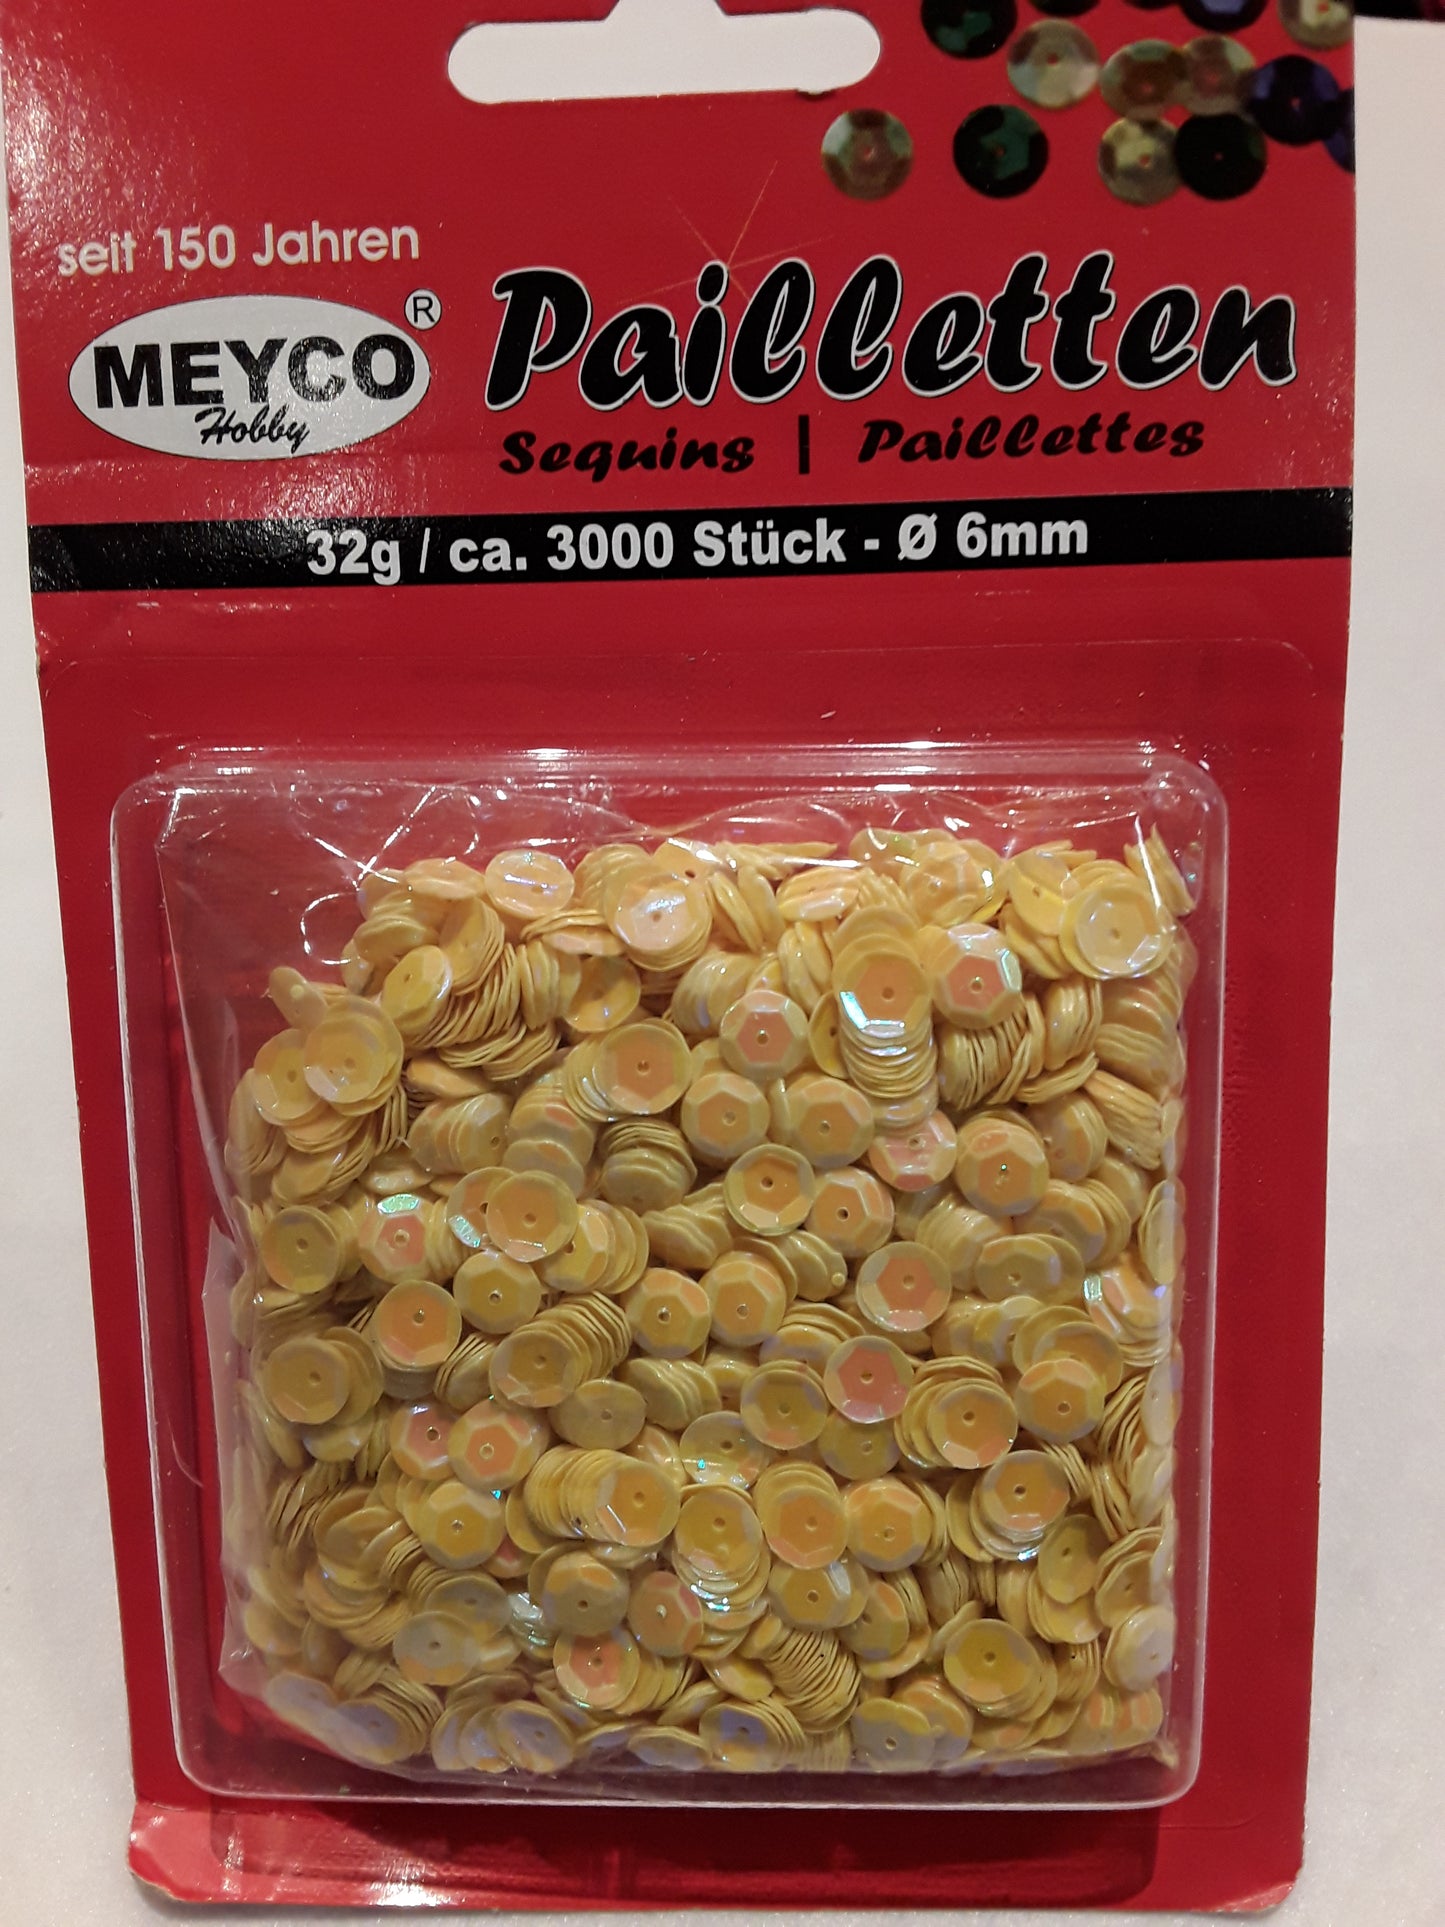 seit 150 Jahren
MEYCO®
Hobby
Pailletten
Sequins | Paillettes
32g / ca. 3000 Stück - Ø 6mm